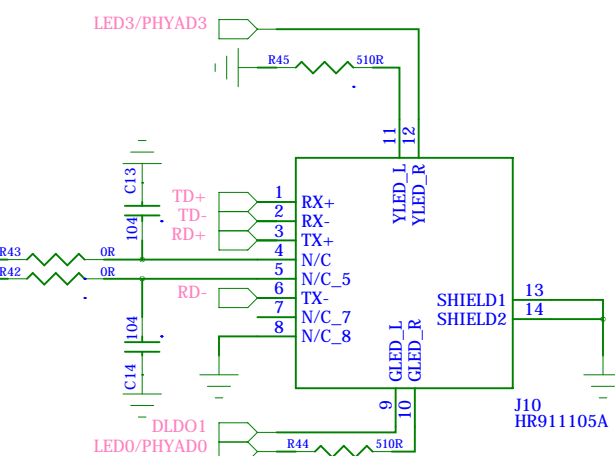 LED3/PHYAD3
R45 510R
11
12
YLED_L
YLED_R
C13
104
TD+ 1 RX+
TD- 2 RX-
RD+ 3 TX+
R43 0R 4 N/C
R42 0R 5 N/C_5
RD- 6 TX-
7 N/C_7
8 N/C_8
SHIELD1 13
SHIELD2 14
104
C14
GLED_L
GLED_R
9
10
J10
HR911105A
DLDO1
LED0/PHYAD0
R44 510R